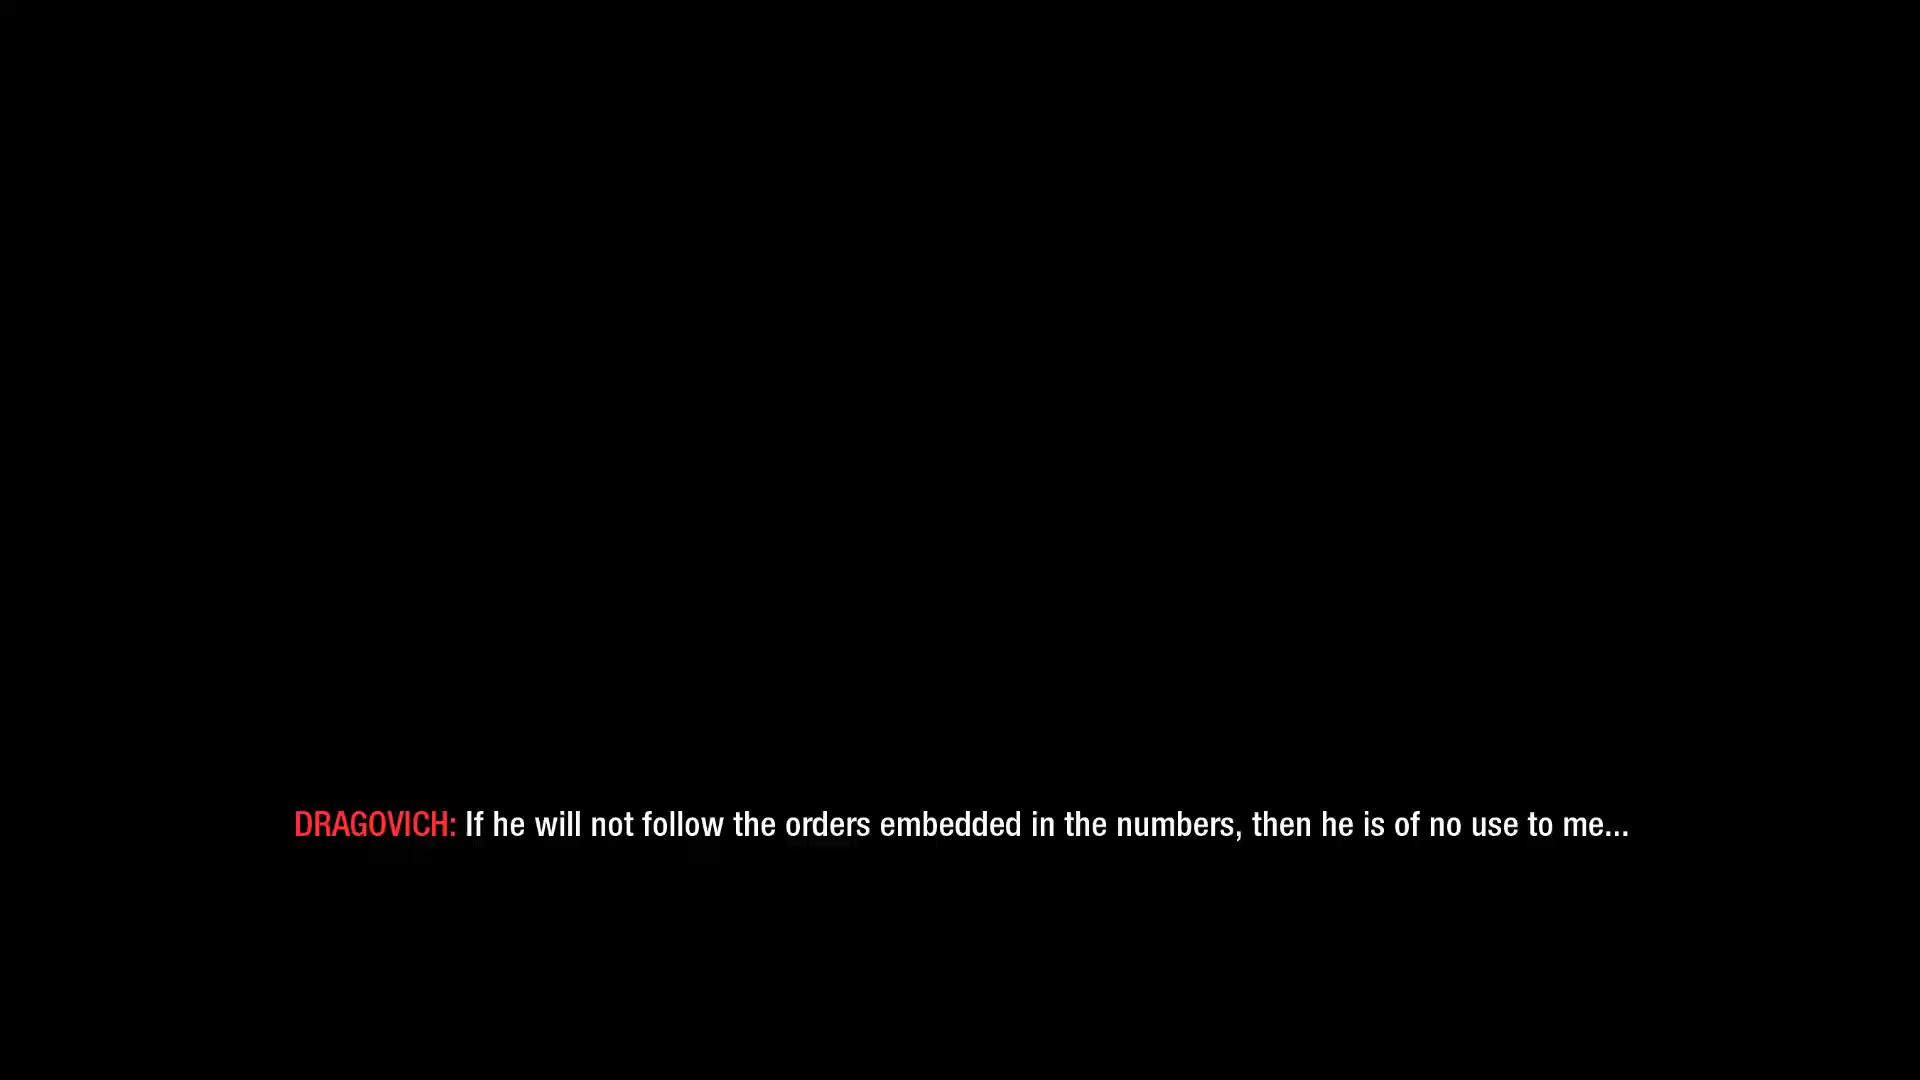 DRAGOVICH: If he will not follow the orders embedded in the numbers, then he is of no use to me...